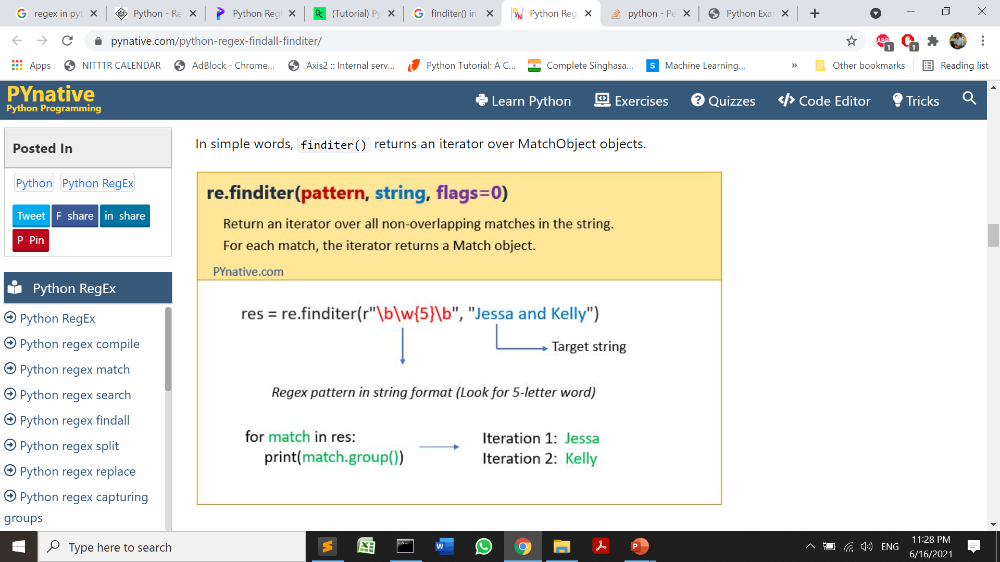 regex in pyt
Python - Re
Python Reg
(Tutorial) Py
finditer() in
Python Reg
python - Pe
Python Exar
pynative.com/python-regex-findall-finditer/
ABP
1
1
Apps
NITTTR CALENDAR
AdBlock - Chrome...
Axis2 :: Internal serv...
Python Tutorial: A C...
Complete Singhasa...
Machine Learning...
»
Other bookmarks
Reading list
PYnative
Python Programming
Learn Python
Exercises
Quizzes
Code Editor
Tricks
Posted In
Python
Python RegEx
Tweet
F share
in share
P Pin
Python RegEx
Python RegEx
Python regex compile
Python regex match
Python regex search
Python regex findall
Python regex split
Python regex replace
Python regex capturing
groups
In simple words, finditer() returns an iterator over MatchObject objects.
re.finditer(pattern, string, flags=0)
Return an iterator over all non-overlapping matches in the string.
For each match, the iterator returns a Match object.
PYnative.com
res = re.finditer(r"\b\w{5}\b", "Jessa and Kelly")
Target string
Regex pattern in string format (Look for 5-letter word)
for match in res:
print(match.group())
Iteration 1: Jessa
Iteration 2: Kelly
Type here to search
ENG
11:28 PM
6/16/2021